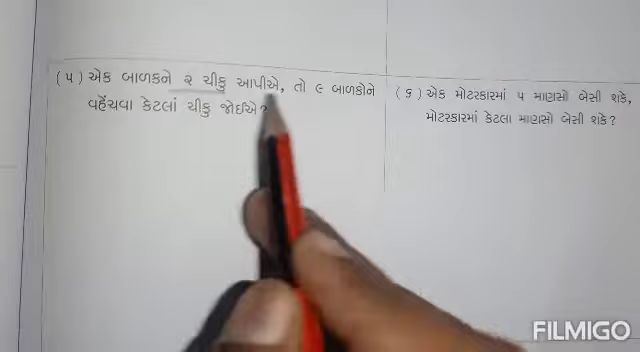 (૫) એક બાળકને ૨ ચીકુ આપીએ, તો ૯ બાળકોને
વહેંચવા કેટલાં ચીકુ જોઈએ?
(૬) એક મોટરકારમાં ૫ માણસો બેસી શકે,
મોટરકારમાં કેટલા માણસો બેસી શકે?
FILMIGO